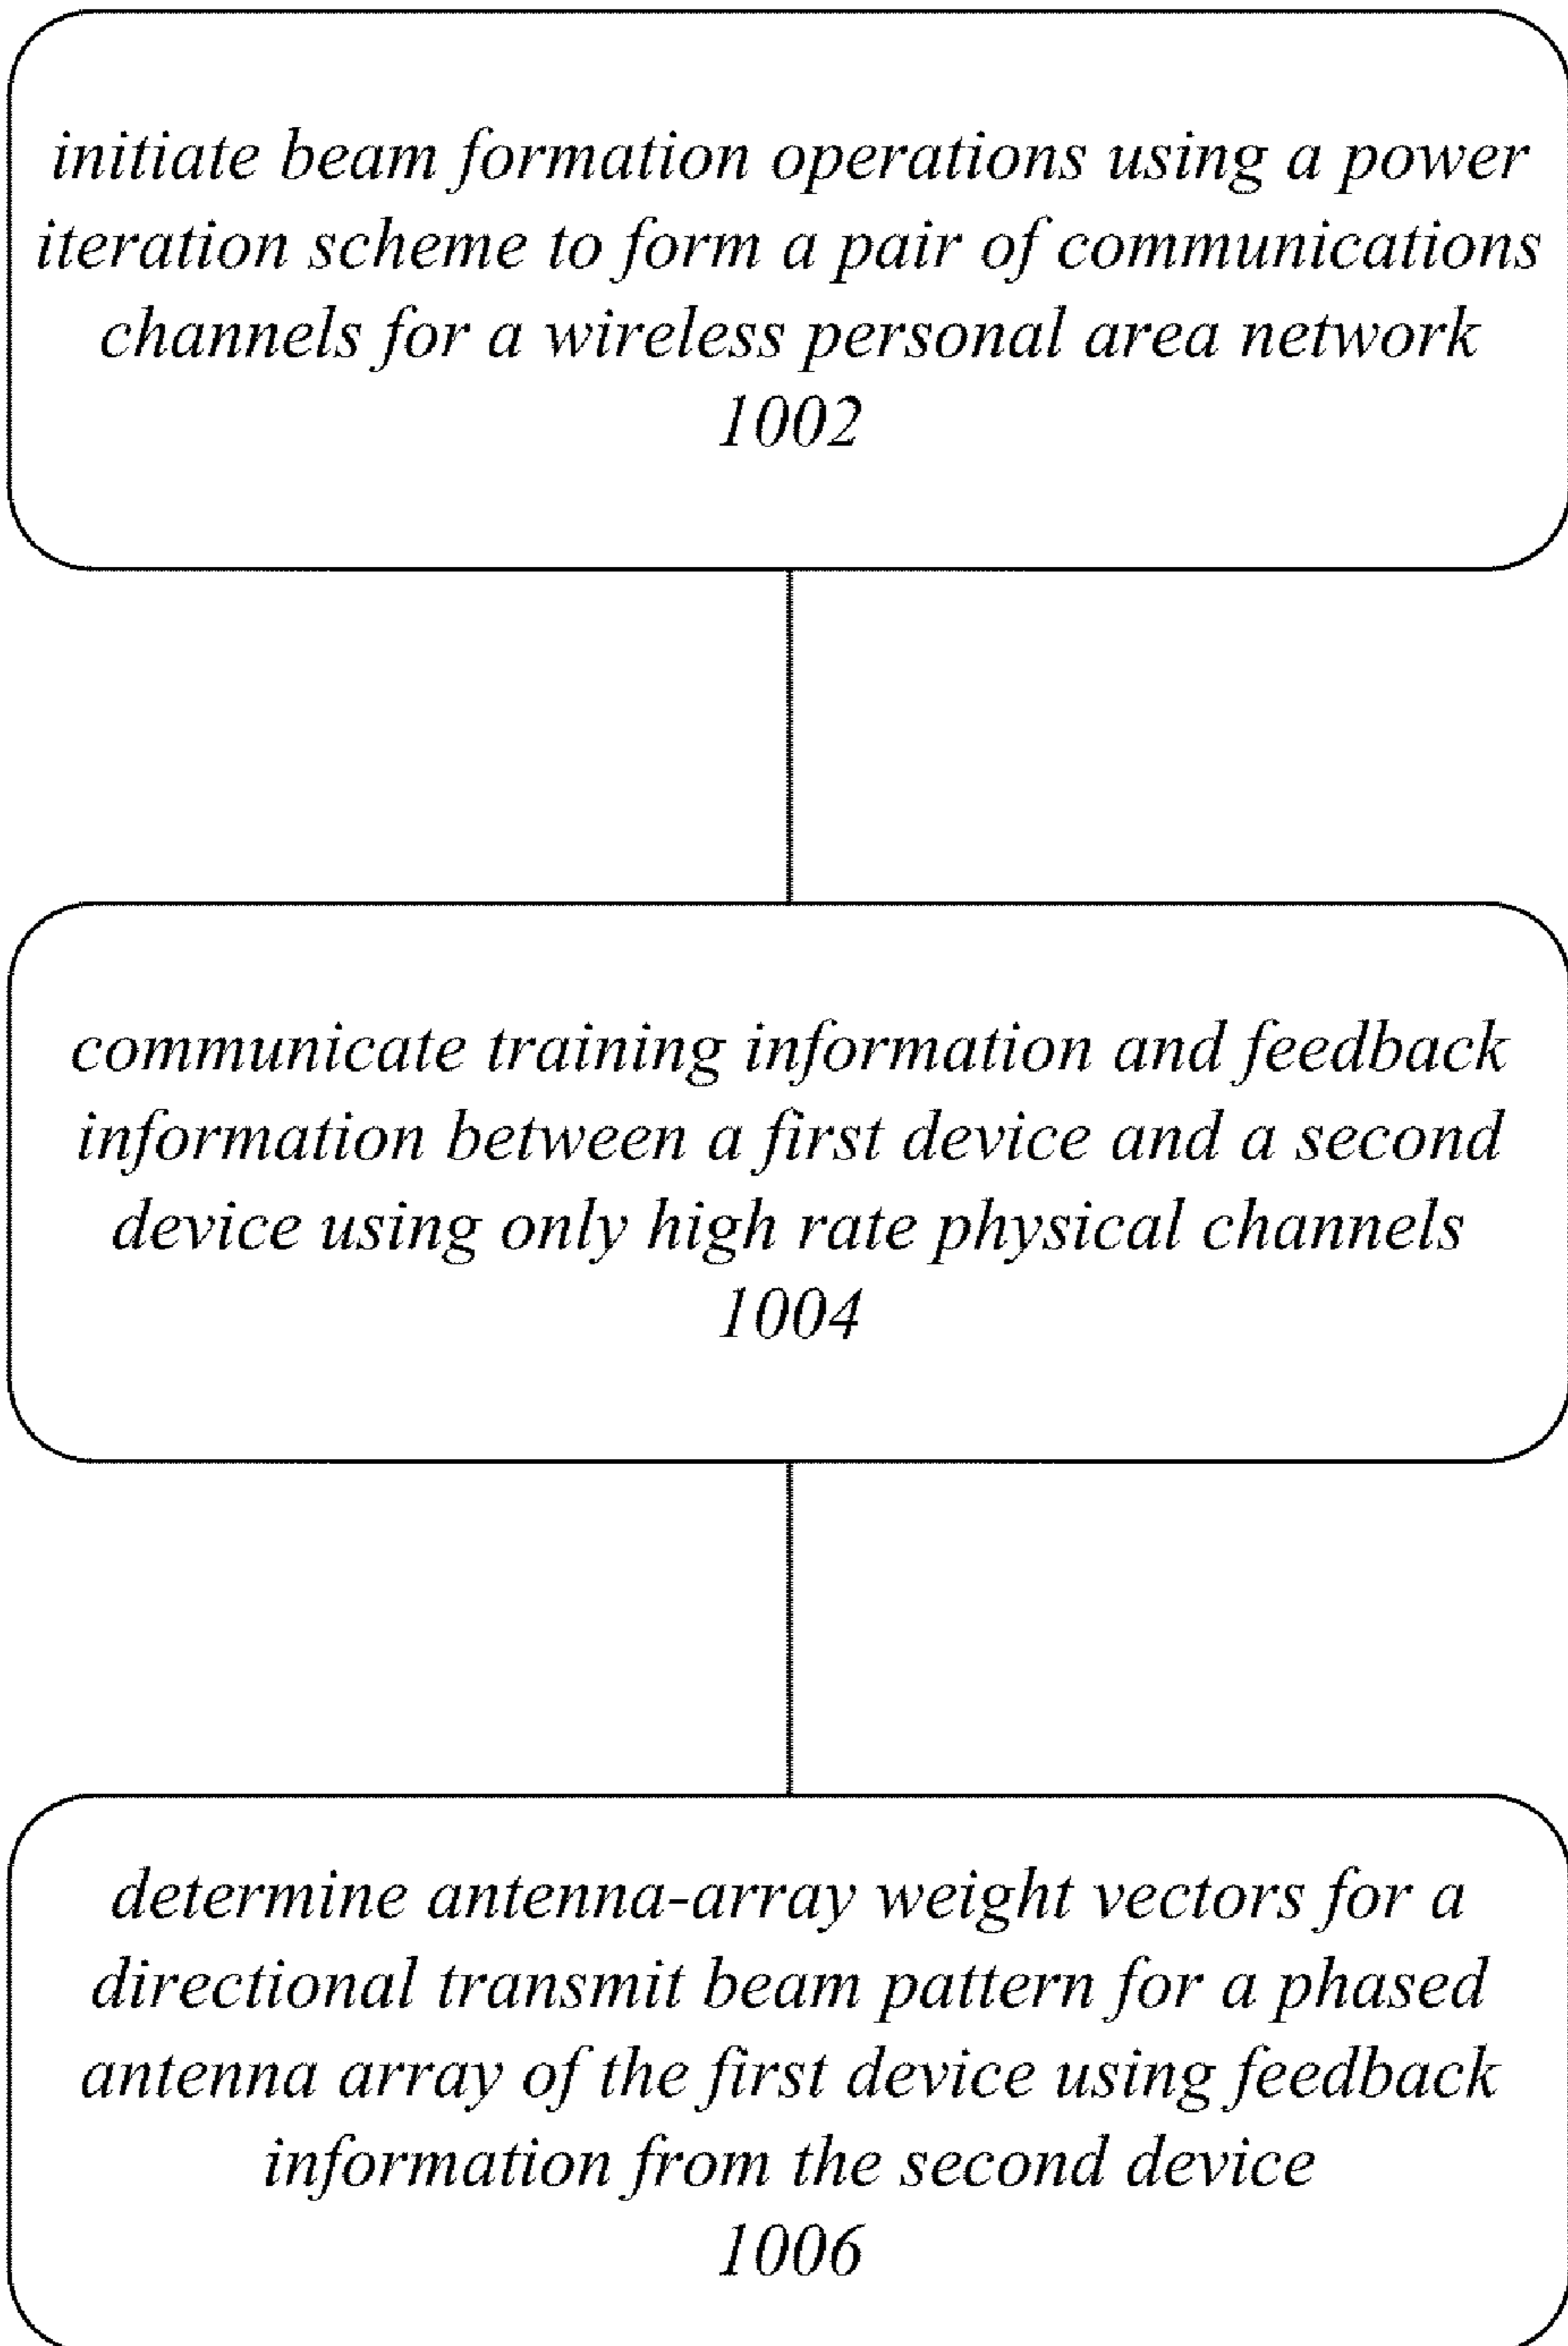 initiate beam formation operations using a power
iteration scheme to form a pair of communications
channels for a wireless personal area network
1002
communicate training information and feedback
information between a first device and a second
device using only high rate physical channels
1004
determine antenna-array weight vectors for a
directional transmit beam pattern for a phased
antenna array of the first device using feedback
information from the second device
1006